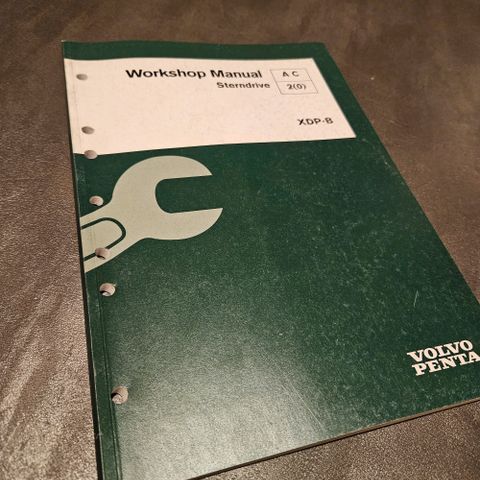 Workshop Manual
Sterndrive
A C
2(0)
XDP-B
VOLVO
PENTA